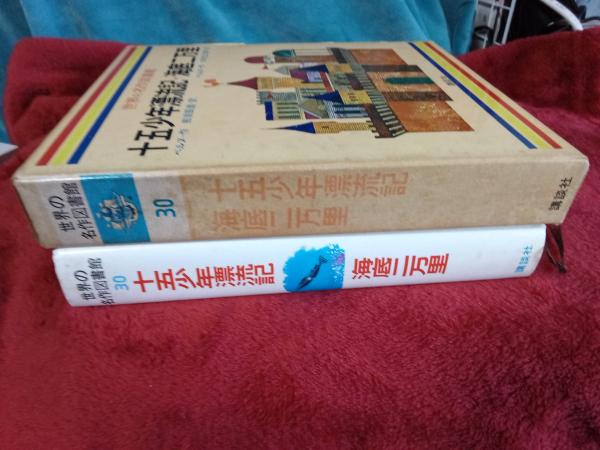 世界の名作図書館
十五少年漂流記/海底二万里
ベルヌ・作
世界の
名作図書館
30
十五少年漂流記
海底二万里
講談社
世界の
名作図書館
30
十五少年漂流記
海底二万里
講談社